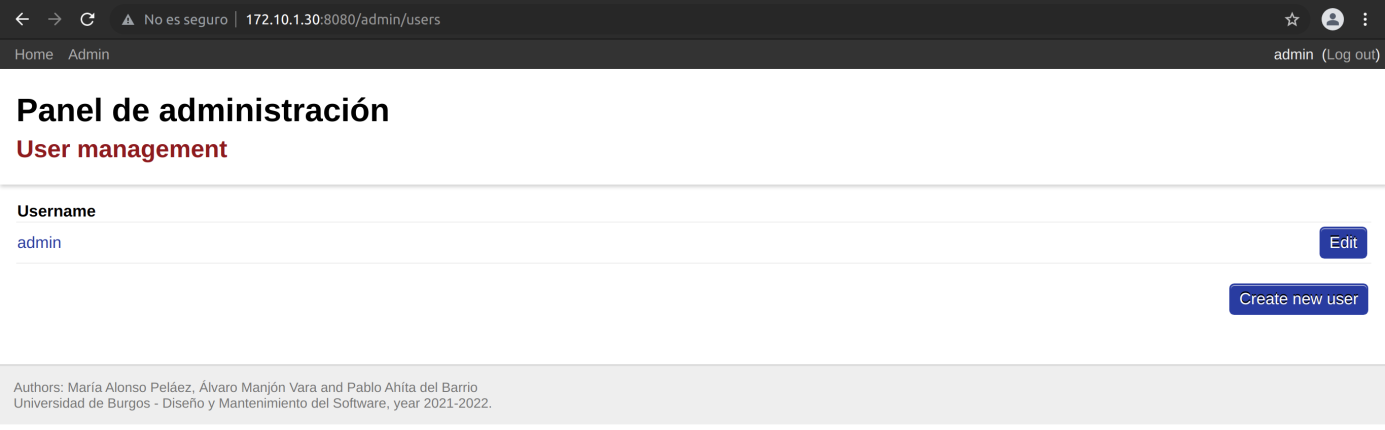 No es seguro 172.10.1.30:8080/admin/users
Home Admin admin (Log out)
Panel de administración
User management
Username
admin Edit
Create new user
Authors: María Alonso Peláez, Álvaro Manjón Vara and Pablo Ahíta del Barrio
Universidad de Burgos - Diseño y Mantenimiento del Software, year 2021-2022.